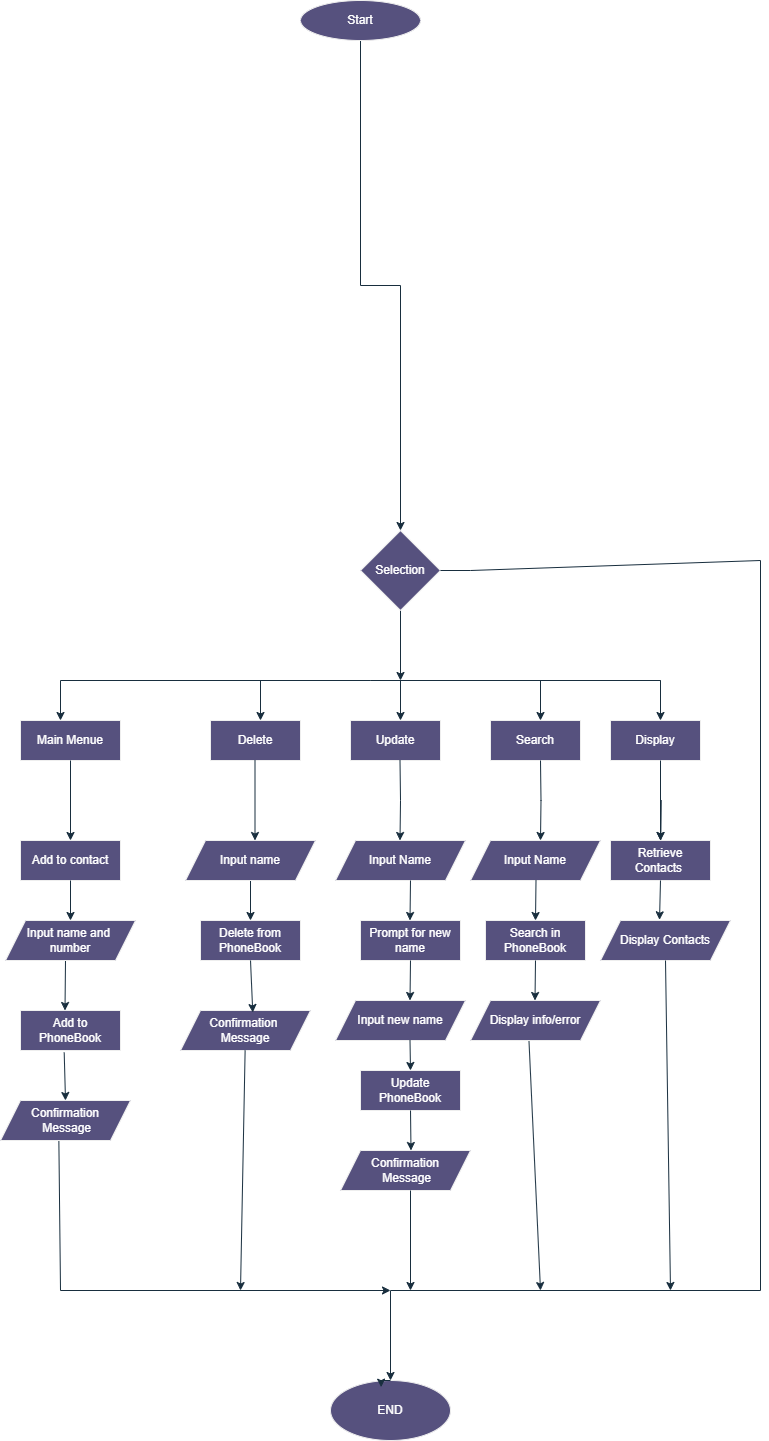 Start
Selection
Main Menue
Delete
Update
Search
Display
Add to contact
Input name
Input Name
Input Name
Retrieve
Contacts
Input name and
number
Delete from
PhoneBook
Prompt for new
name
Search in
PhoneBook
Display Contacts
Add to
PhoneBook
Confirmation
Message
Input new name
Display info/error
Update
PhoneBook
Confirmation
Message
Confirmation
Message
END